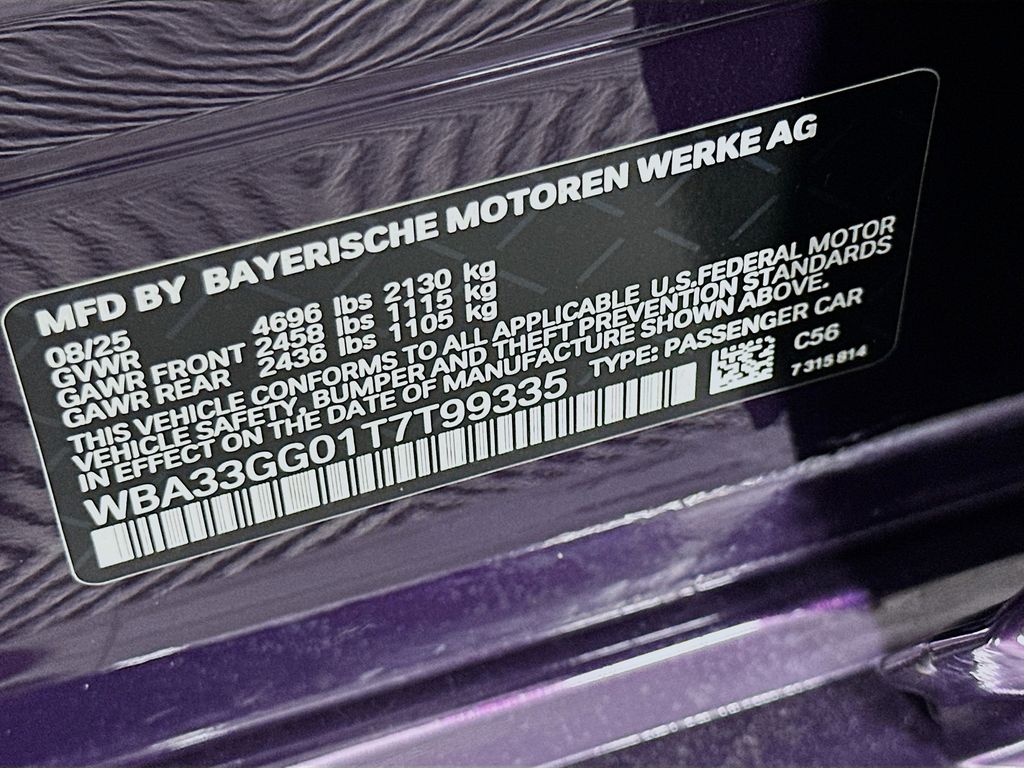 MFD BY BAYERISCHE MOTOREN WERKE AG
08/25
GVWR 4696 lbs 2130 kg
GAWR FRONT 2458 lbs 1115 kg
GAWR REAR 2436 lbs 1105 kg
THIS VEHICLE CONFORMS TO ALL APPLICABLE U.S.FEDERAL MOTOR
VEHICLE SAFETY, BUMPER AND THEFT PREVENTION STANDARDS
IN EFFECT ON THE DATE OF MANUFACTURE SHOWN ABOVE.
WBA33GG01T7T99335 TYPE: PASSENGER CAR
C56
7 315 814